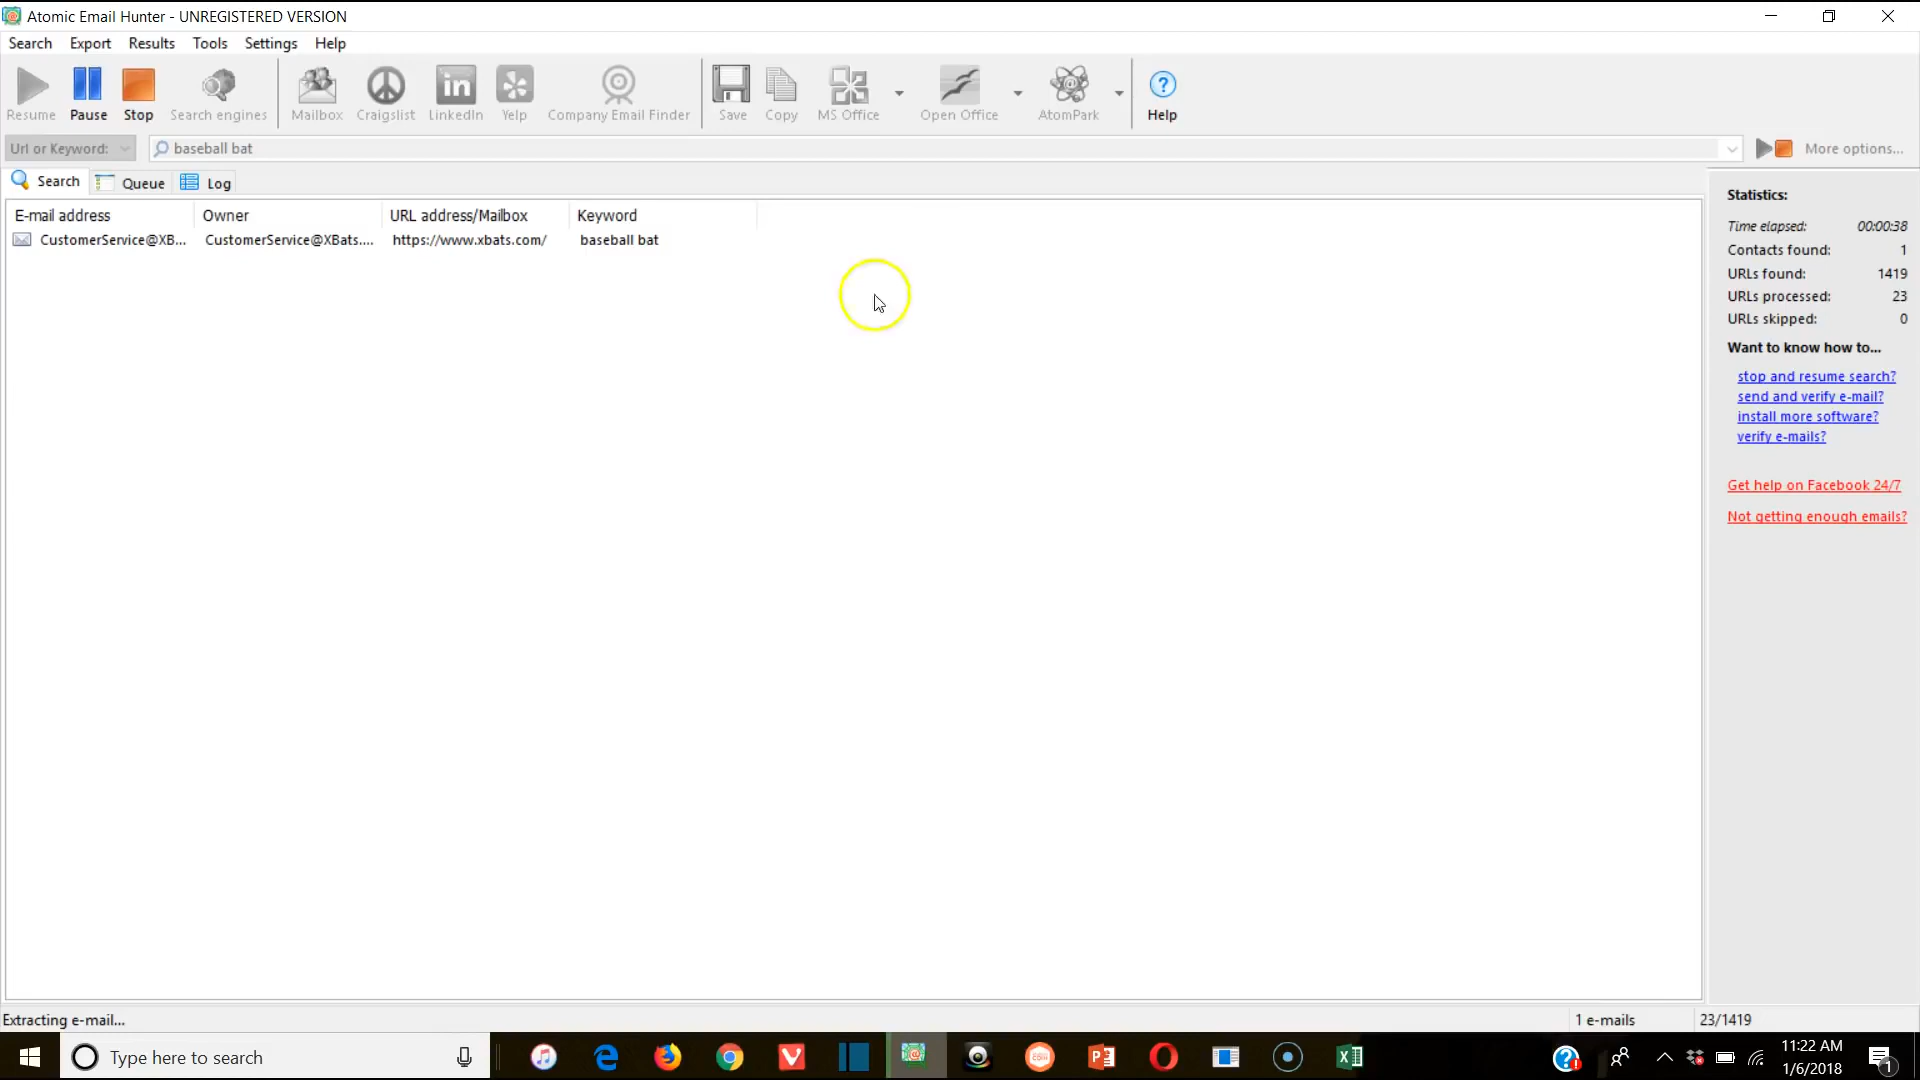 Atomic Email Hunter - UNREGISTERED VERSION
Search Export Results Tools Settings Help
Resume Pause Stop Search engines Mailbox Craigslist LinkedIn Yelp Company Email Finder Save Copy MS Office Open Office AtomPark Help
Url or Keyword: baseball bat More options...
Search Queue Log
E-mail address Owner URL address/Mailbox Keyword
CustomerService@XB... CustomerService@XBats.... https://www.xbats.com/ baseball bat
Statistics:
Time elapsed: 00:00:38
Contacts found: 1
URLs found: 1419
URLs processed: 23
URLs skipped: 0
Want to know how to...
stop and resume search?
send and verify e-mail?
install more software?
verify e-mails?
Get help on Facebook 24/7
Not getting enough emails?
Extracting e-mail... 1 e-mails 23/1419
Type here to search
11:22 AM
1/6/2018
1